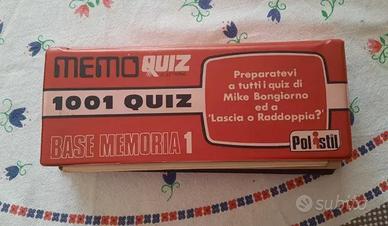 MEMO QUIZ
1001 QUIZ
BASE MEMORIA 1
Preparatevi
a tutti i quiz di
Mike Bongiorno
ed a
'Lascia o Raddoppia?'
Polistil
subito